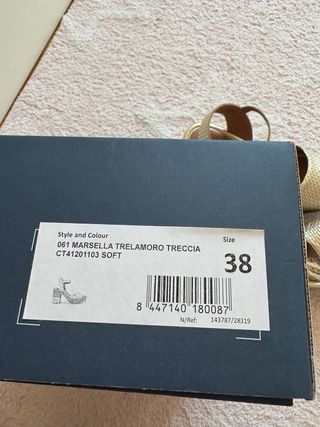 Style and Colour
Size
061 MARSELLA TRELAMORO TRECCIA
CT41201103 SOFT
38
8 447140 180087
N/Ref: 143787/28319